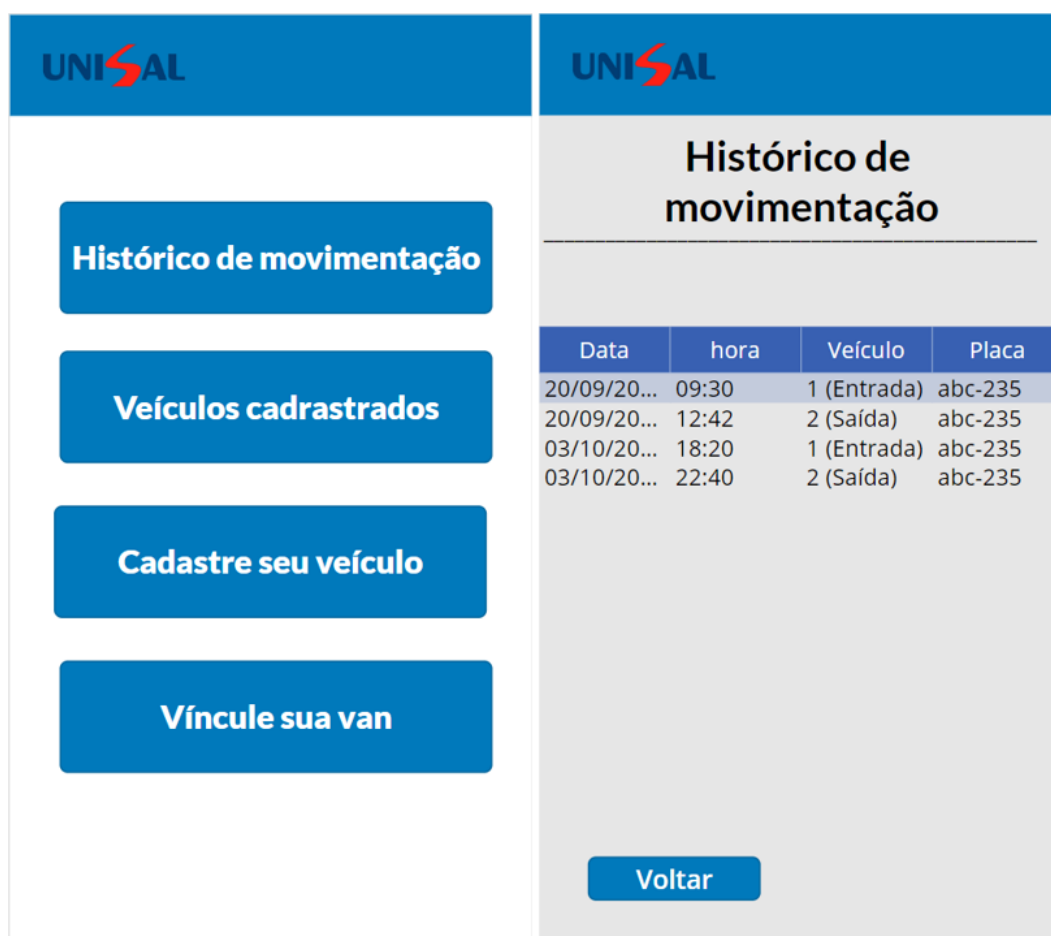 UNISAL
Histórico de movimentação
Veículos cadrastrados
Cadastre seu veículo
Víncule sua van
UNISAL
Histórico de
movimentação
Data hora Veículo Placa
20/09/20... 09:30 1 (Entrada) abc-235
20/09/20... 12:42 2 (Saída) abc-235
03/10/20... 18:20 1 (Entrada) abc-235
03/10/20... 22:40 2 (Saída) abc-235
Voltar